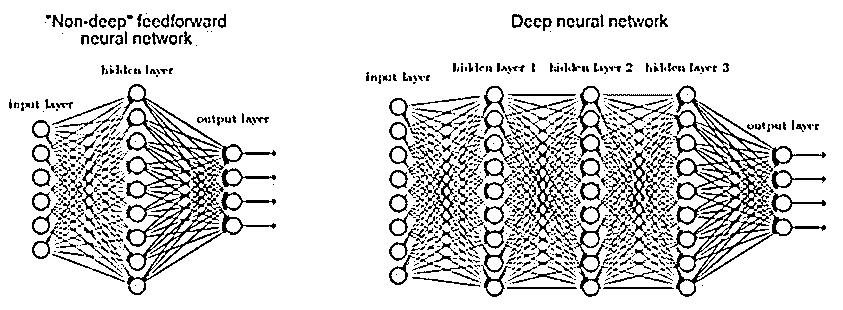 "Non-deep" feedforward
neural network
hidden layer
input layer
output layer
Deep neural network
hidden layer 1 hidden layer 2 hidden layer 3
input layer
output layer